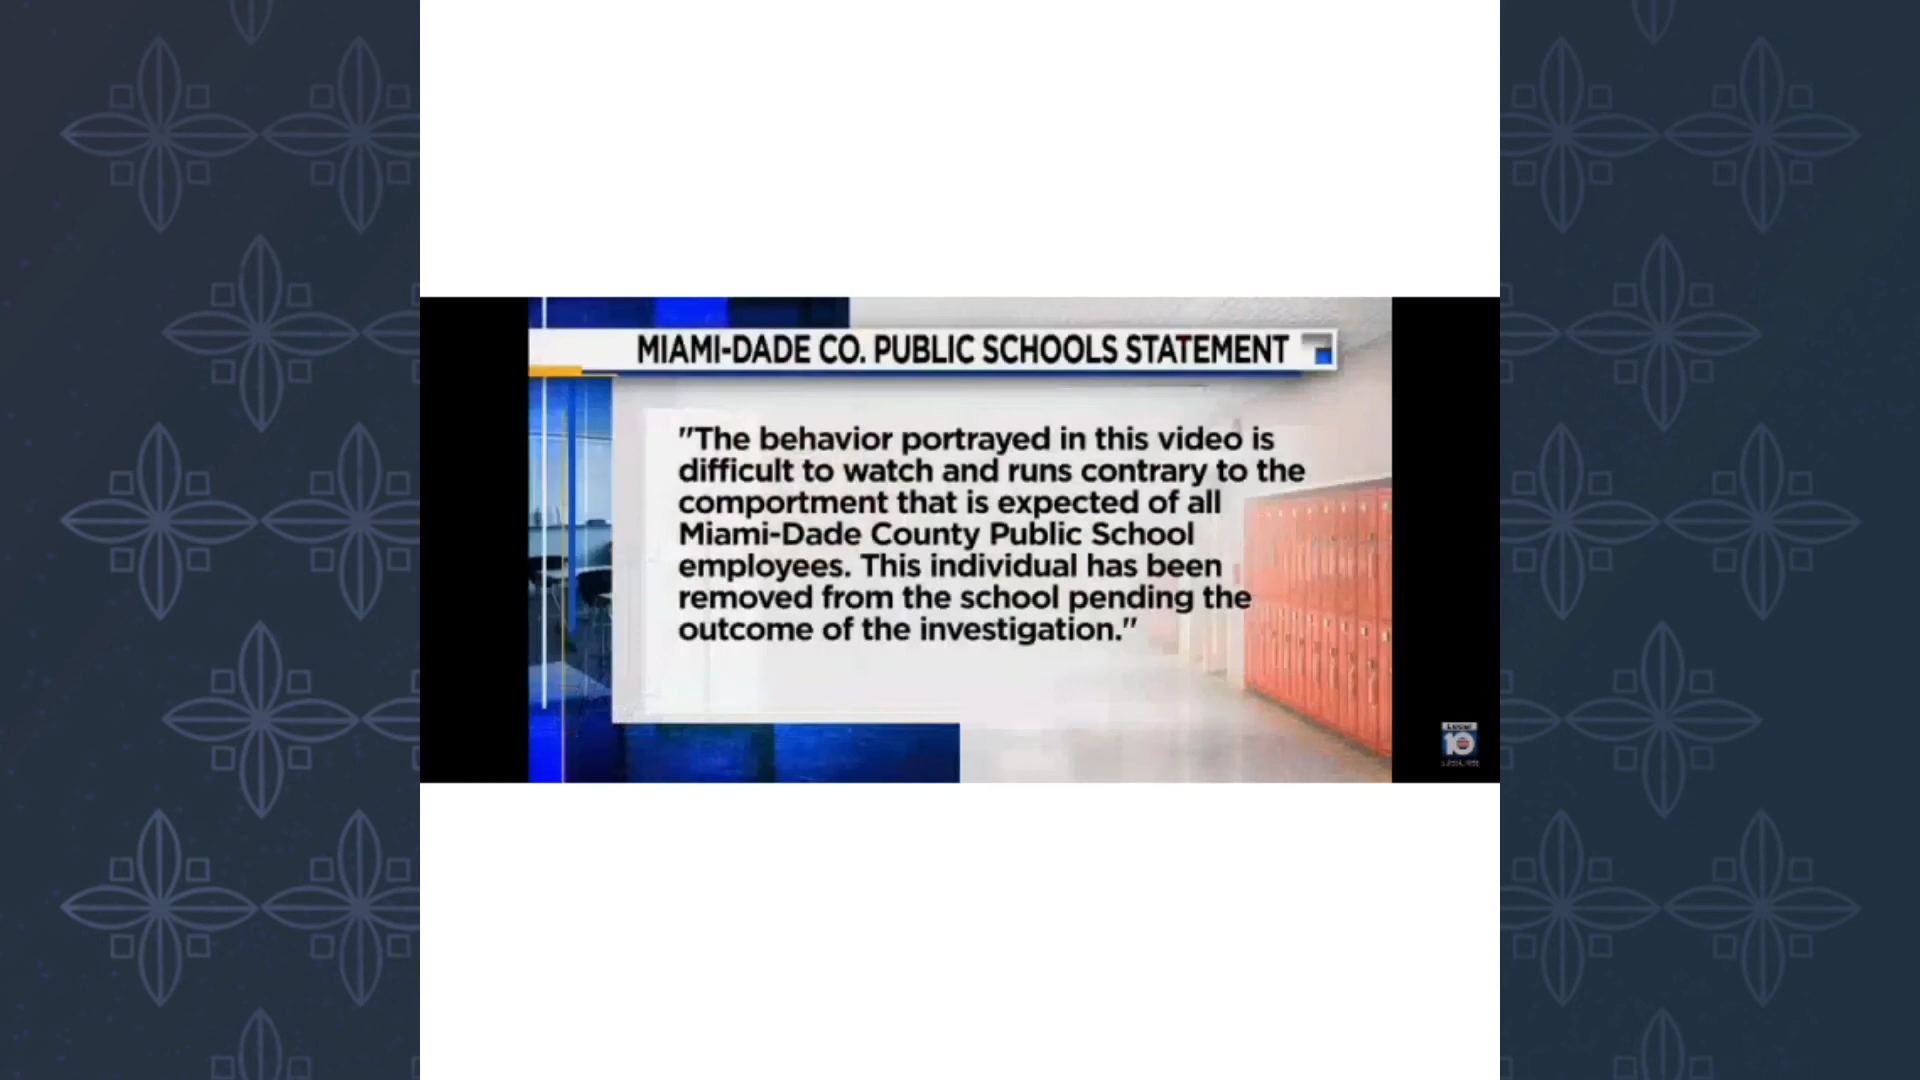 MIAMI-DADE CO. PUBLIC SCHOOLS STATEMENT
"The behavior portrayed in this video is
difficult to watch and runs contrary to the
comportment that is expected of all
Miami-Dade County Public School
employees. This individual has been
removed from the school pending the
outcome of the investigation."
10